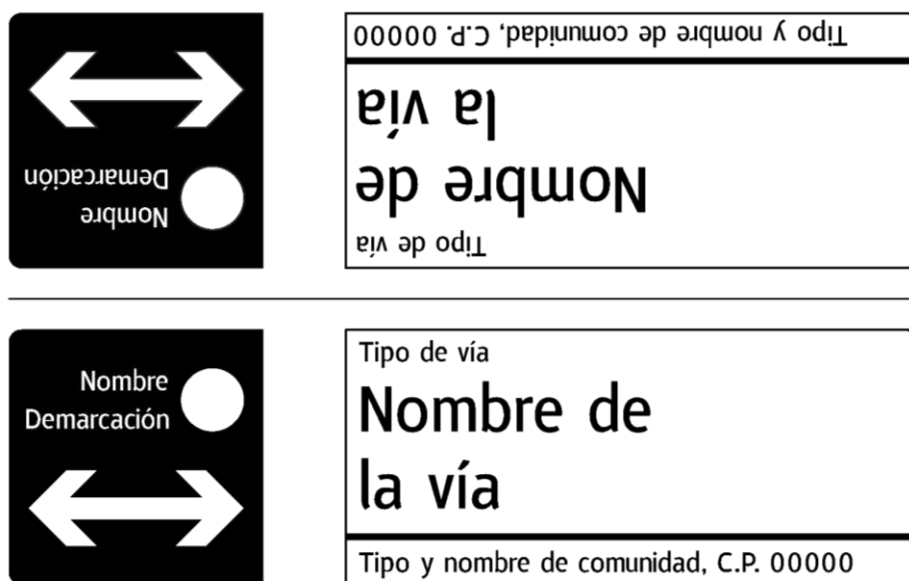 Tipo y nombre de comunidad, C.P. 00000
Nombre de
la vía
Tipo de vía
Nombre
Demarcación
Nombre
Demarcación
Tipo de vía
Nombre de
la vía
Tipo y nombre de comunidad, C.P. 00000